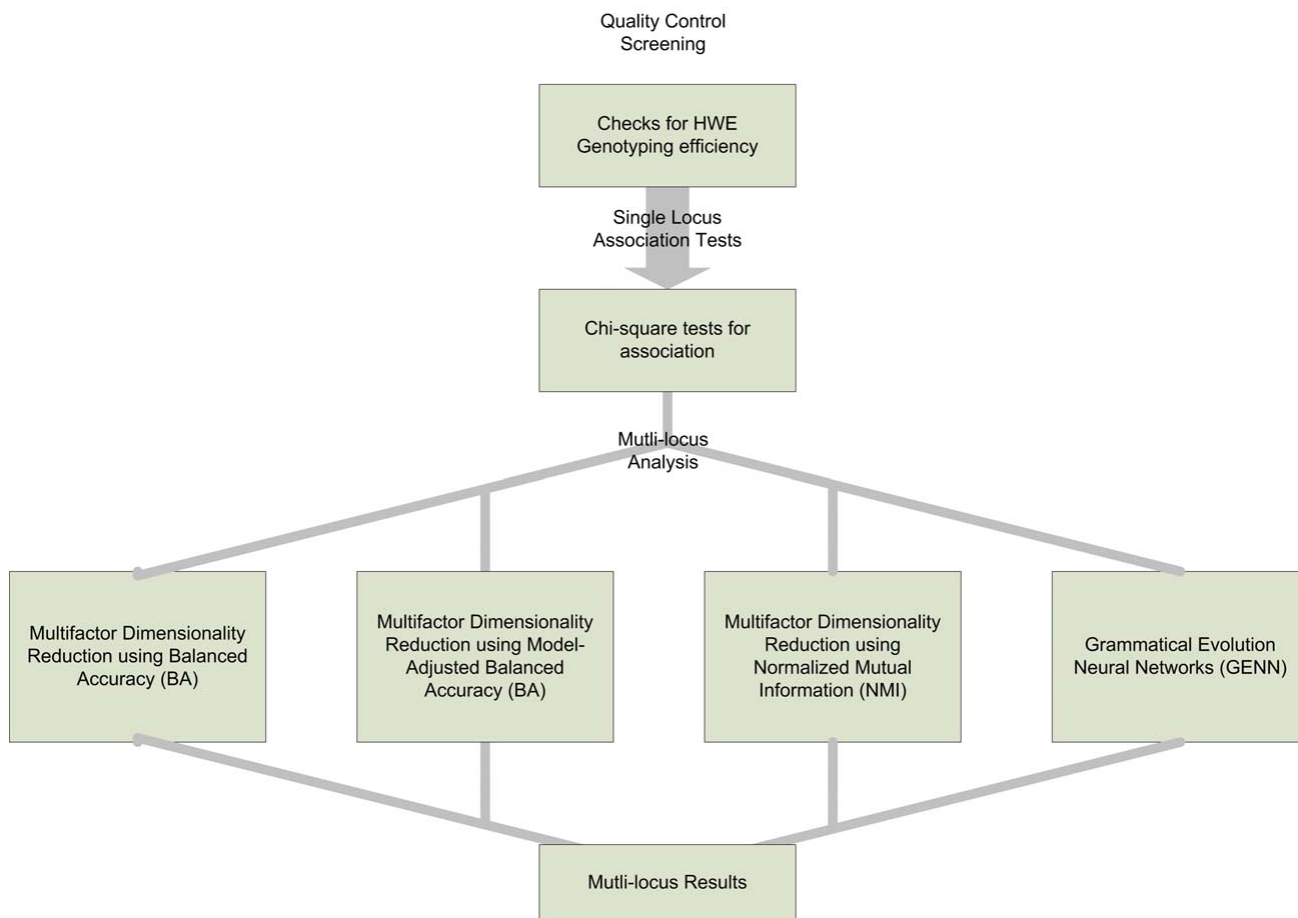 Quality Control
Screening
Checks for HWE
Genotyping efficiency
Single Locus
Association Tests
Chi-square tests for
association
Mutli-locus
Analysis
Multifactor Dimensionality
Reduction using Balanced
Accuracy (BA)
Multifactor Dimensionality
Reduction using Model-
Adjusted Balanced
Accuracy (BA)
Multifactor Dimensionality
Reduction using
Normalized Mutual
Information (NMI)
Grammatical Evolution
Neural Networks (GENN)
Mutli-locus Results